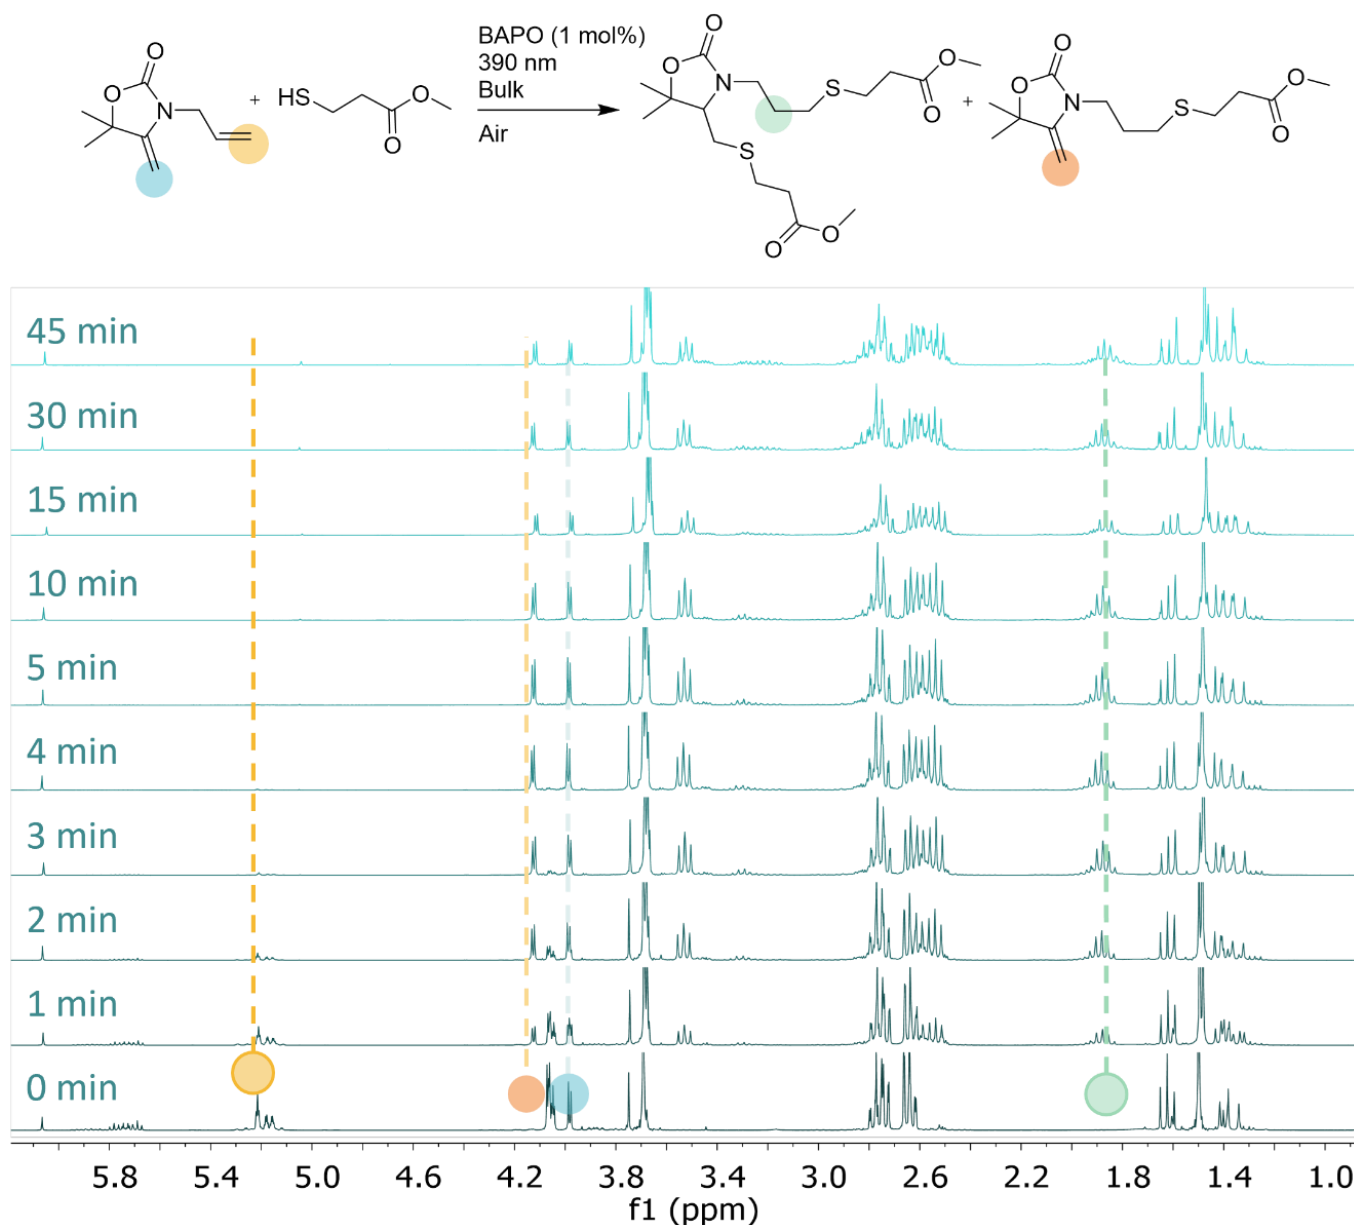 BAPO (1 mol%)
390 nm
Bulk
Air
O
O
N
+
HS
O
O
O
O
N
S
O
O
S
O
O
+
O
O
N
S
O
O
45 min
30 min
15 min
10 min
5 min
4 min
3 min
2 min
1 min
0 min
5.8 5.4 5.0 4.6 4.2 3.8 3.4 3.0 2.6 2.2 1.8 1.4 1.0
f1 (ppm)